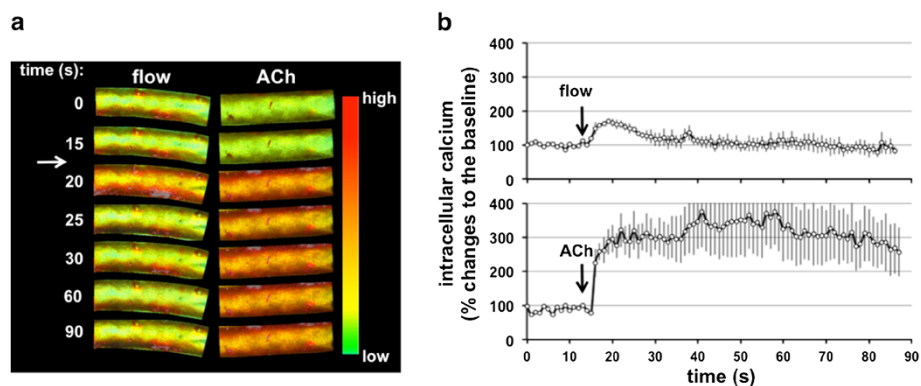 a
time (s):
flow
ACh
0
15
20
25
30
60
90
high
low
b
intracellular calcium
(% changes to the baseline)
400
300
200
100
0
flow
400
300
200
100
0
ACh
0 10 20 30 40 50 60 70 80 90
time (s)